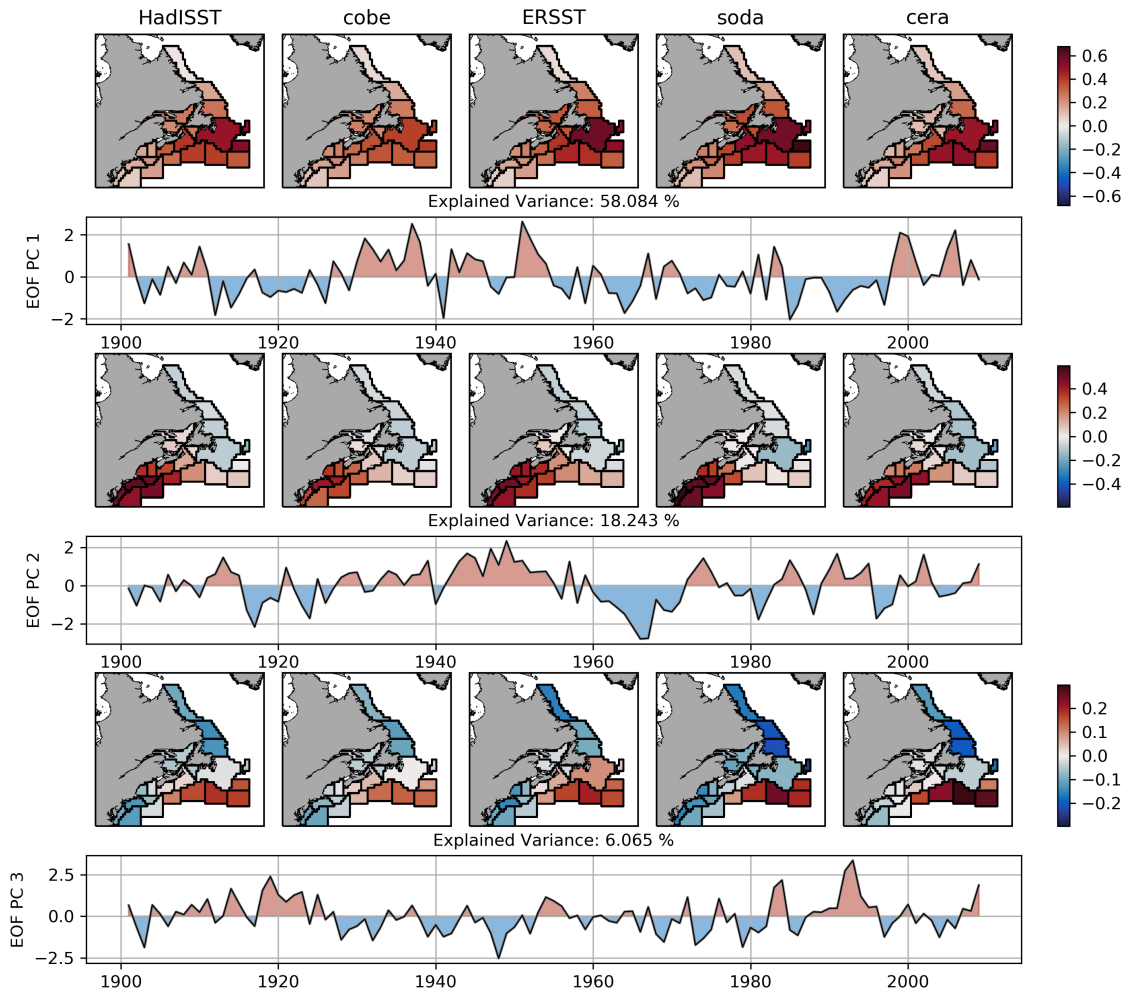 HadISST cobe ERSST soda cera
0.6
0.4
0.2
0.0
−0.2
−0.4
−0.6
Explained Variance: 58.084 %
EOF PC 1
2
0
−2
1900 1920 1940 1960 1980 2000
0.4
0.2
0.0
−0.2
−0.4
Explained Variance: 18.243 %
EOF PC 2
2
0
−2
1900 1920 1940 1960 1980 2000
0.2
0.1
0.0
−0.1
−0.2
Explained Variance: 6.065 %
EOF PC 3
2.5
0.0
−2.5
1900 1920 1940 1960 1980 2000